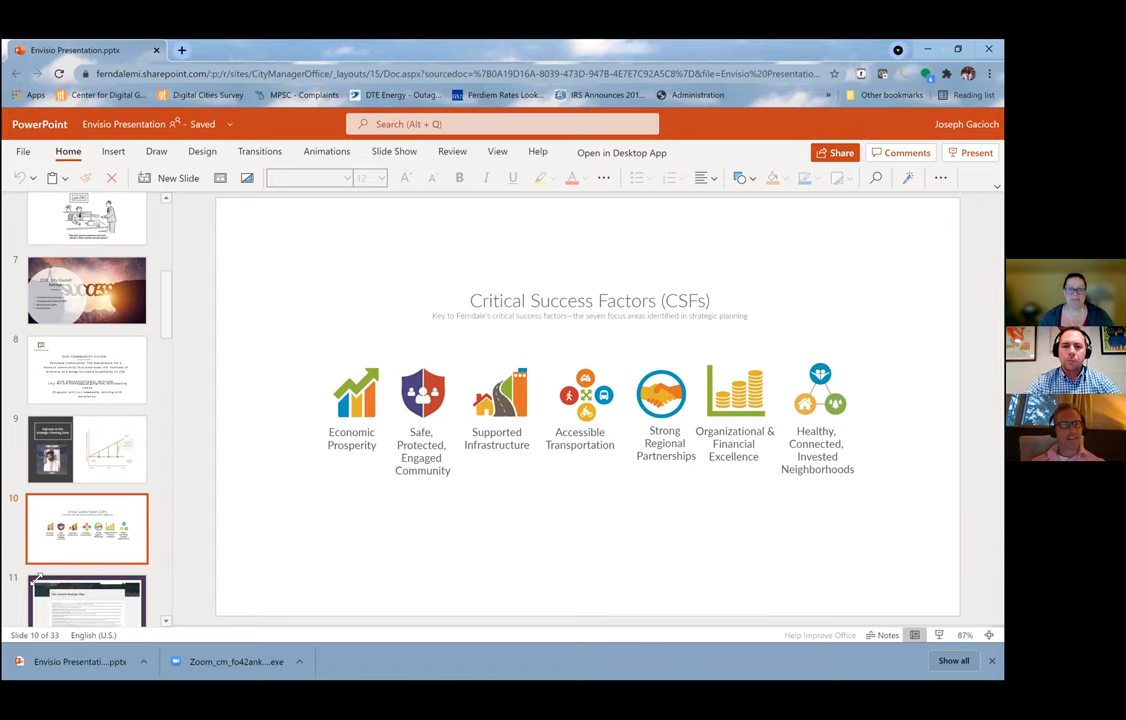 Envisio Presentation.pptx
ferndalemi.sharepoint.com/:p:/r/sites/CityManagerOffice/_layouts/15/Doc.aspx?sourcedoc=%7B0A19D16A-8039-473D-947B-4E7E7C92A5C8%7D&file=Envisio%20Presentatio...
Apps Center for Digital G... Digital Cities Survey MPSC - Complaints DTE Energy - Outag... Perdiem Rates Look... IRS Announces 201... Administration » Other bookmarks Reading list
PowerPoint Envisio Presentation - Saved Search (Alt + Q) Joseph Gacioch
File Home Insert Draw Design Transitions Animations Slide Show Review View Help Open in Desktop App Share Comments Present
New Slide 12 B I U A
7
SUCCESS
8
OUR COMMUNITY VISION
9
10
11
Critical Success Factors (CSFs)
Key to Ferndale's critical success factors—the seven focus areas identified in strategic planning
Economic
Prosperity
Safe,
Protected,
Engaged
Community
Supported
Infrastructure
Accessible
Transportation
Strong
Regional
Partnerships
Organizational &
Financial
Excellence
Healthy,
Connected,
Invested
Neighborhoods
Slide 10 of 33 English (U.S.) Help Improve Office Notes 87%
Envisio Presentati....pptx Zoom_cm_fo42ank....exe Show all